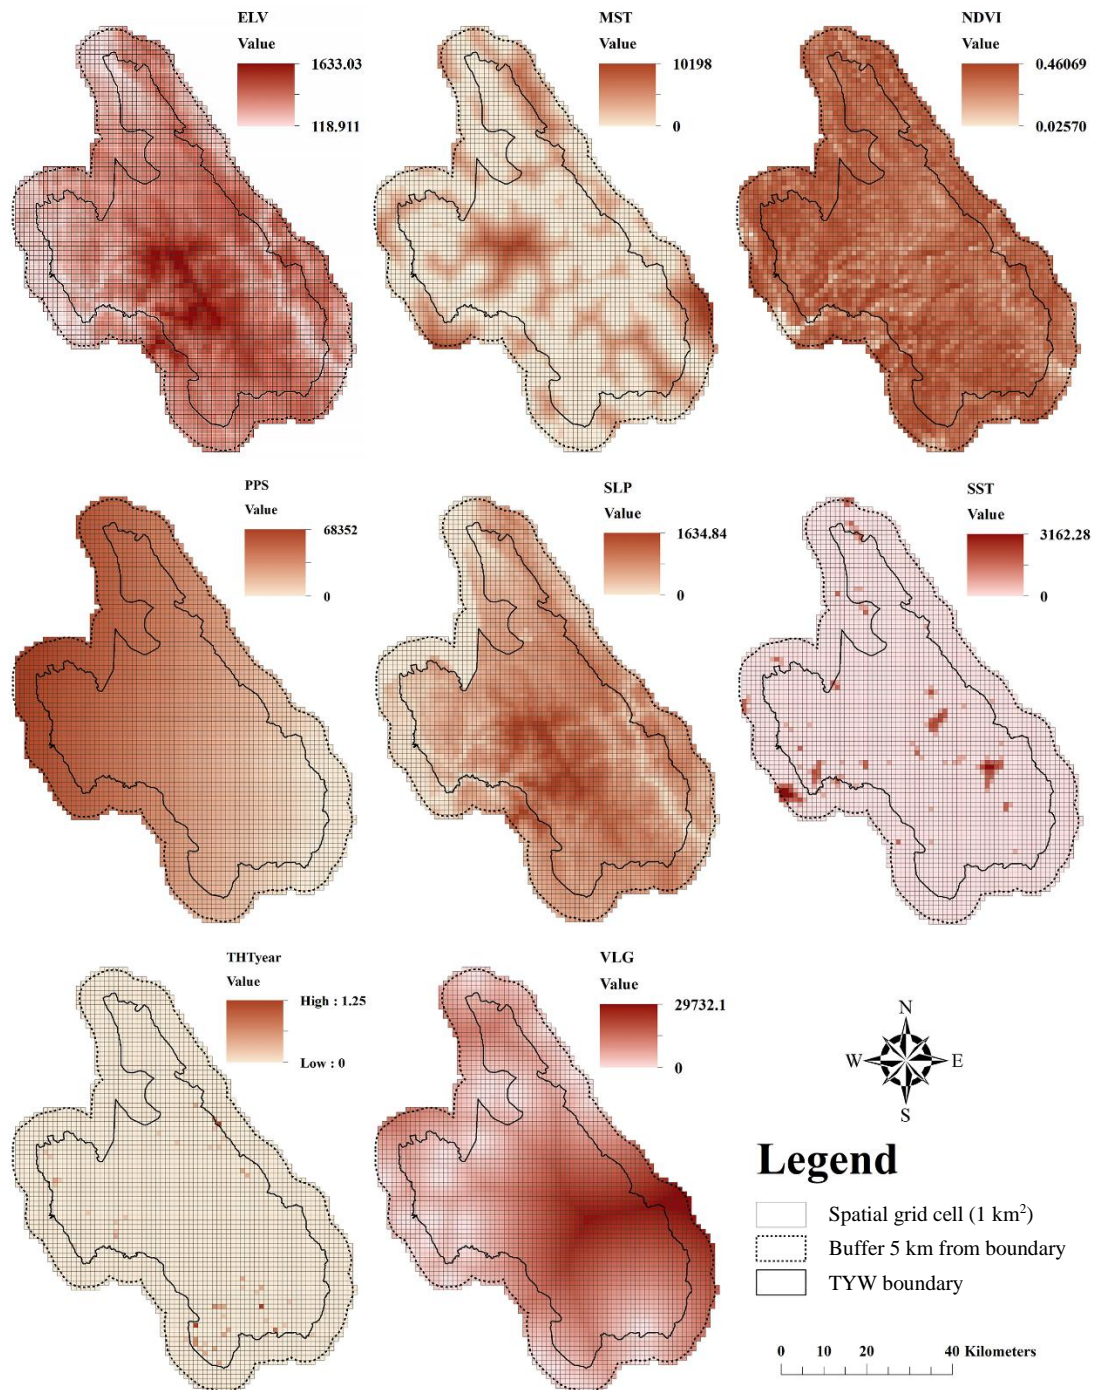 ELV
Value
1633.03
118.911
MST
Value
10198
0
NDVI
Value
0.46069
0.02570
PPS
Value
68352
0
SLP
Value
1634.84
0
SST
Value
3162.28
0
THTyear
Value
High : 1.25
Low : 0
VLG
Value
29732.1
0
N
W E
S
Legend
Spatial grid cell (1 km²)
Buffer 5 km from boundary
TYW boundary
0 10 20 40 Kilometers